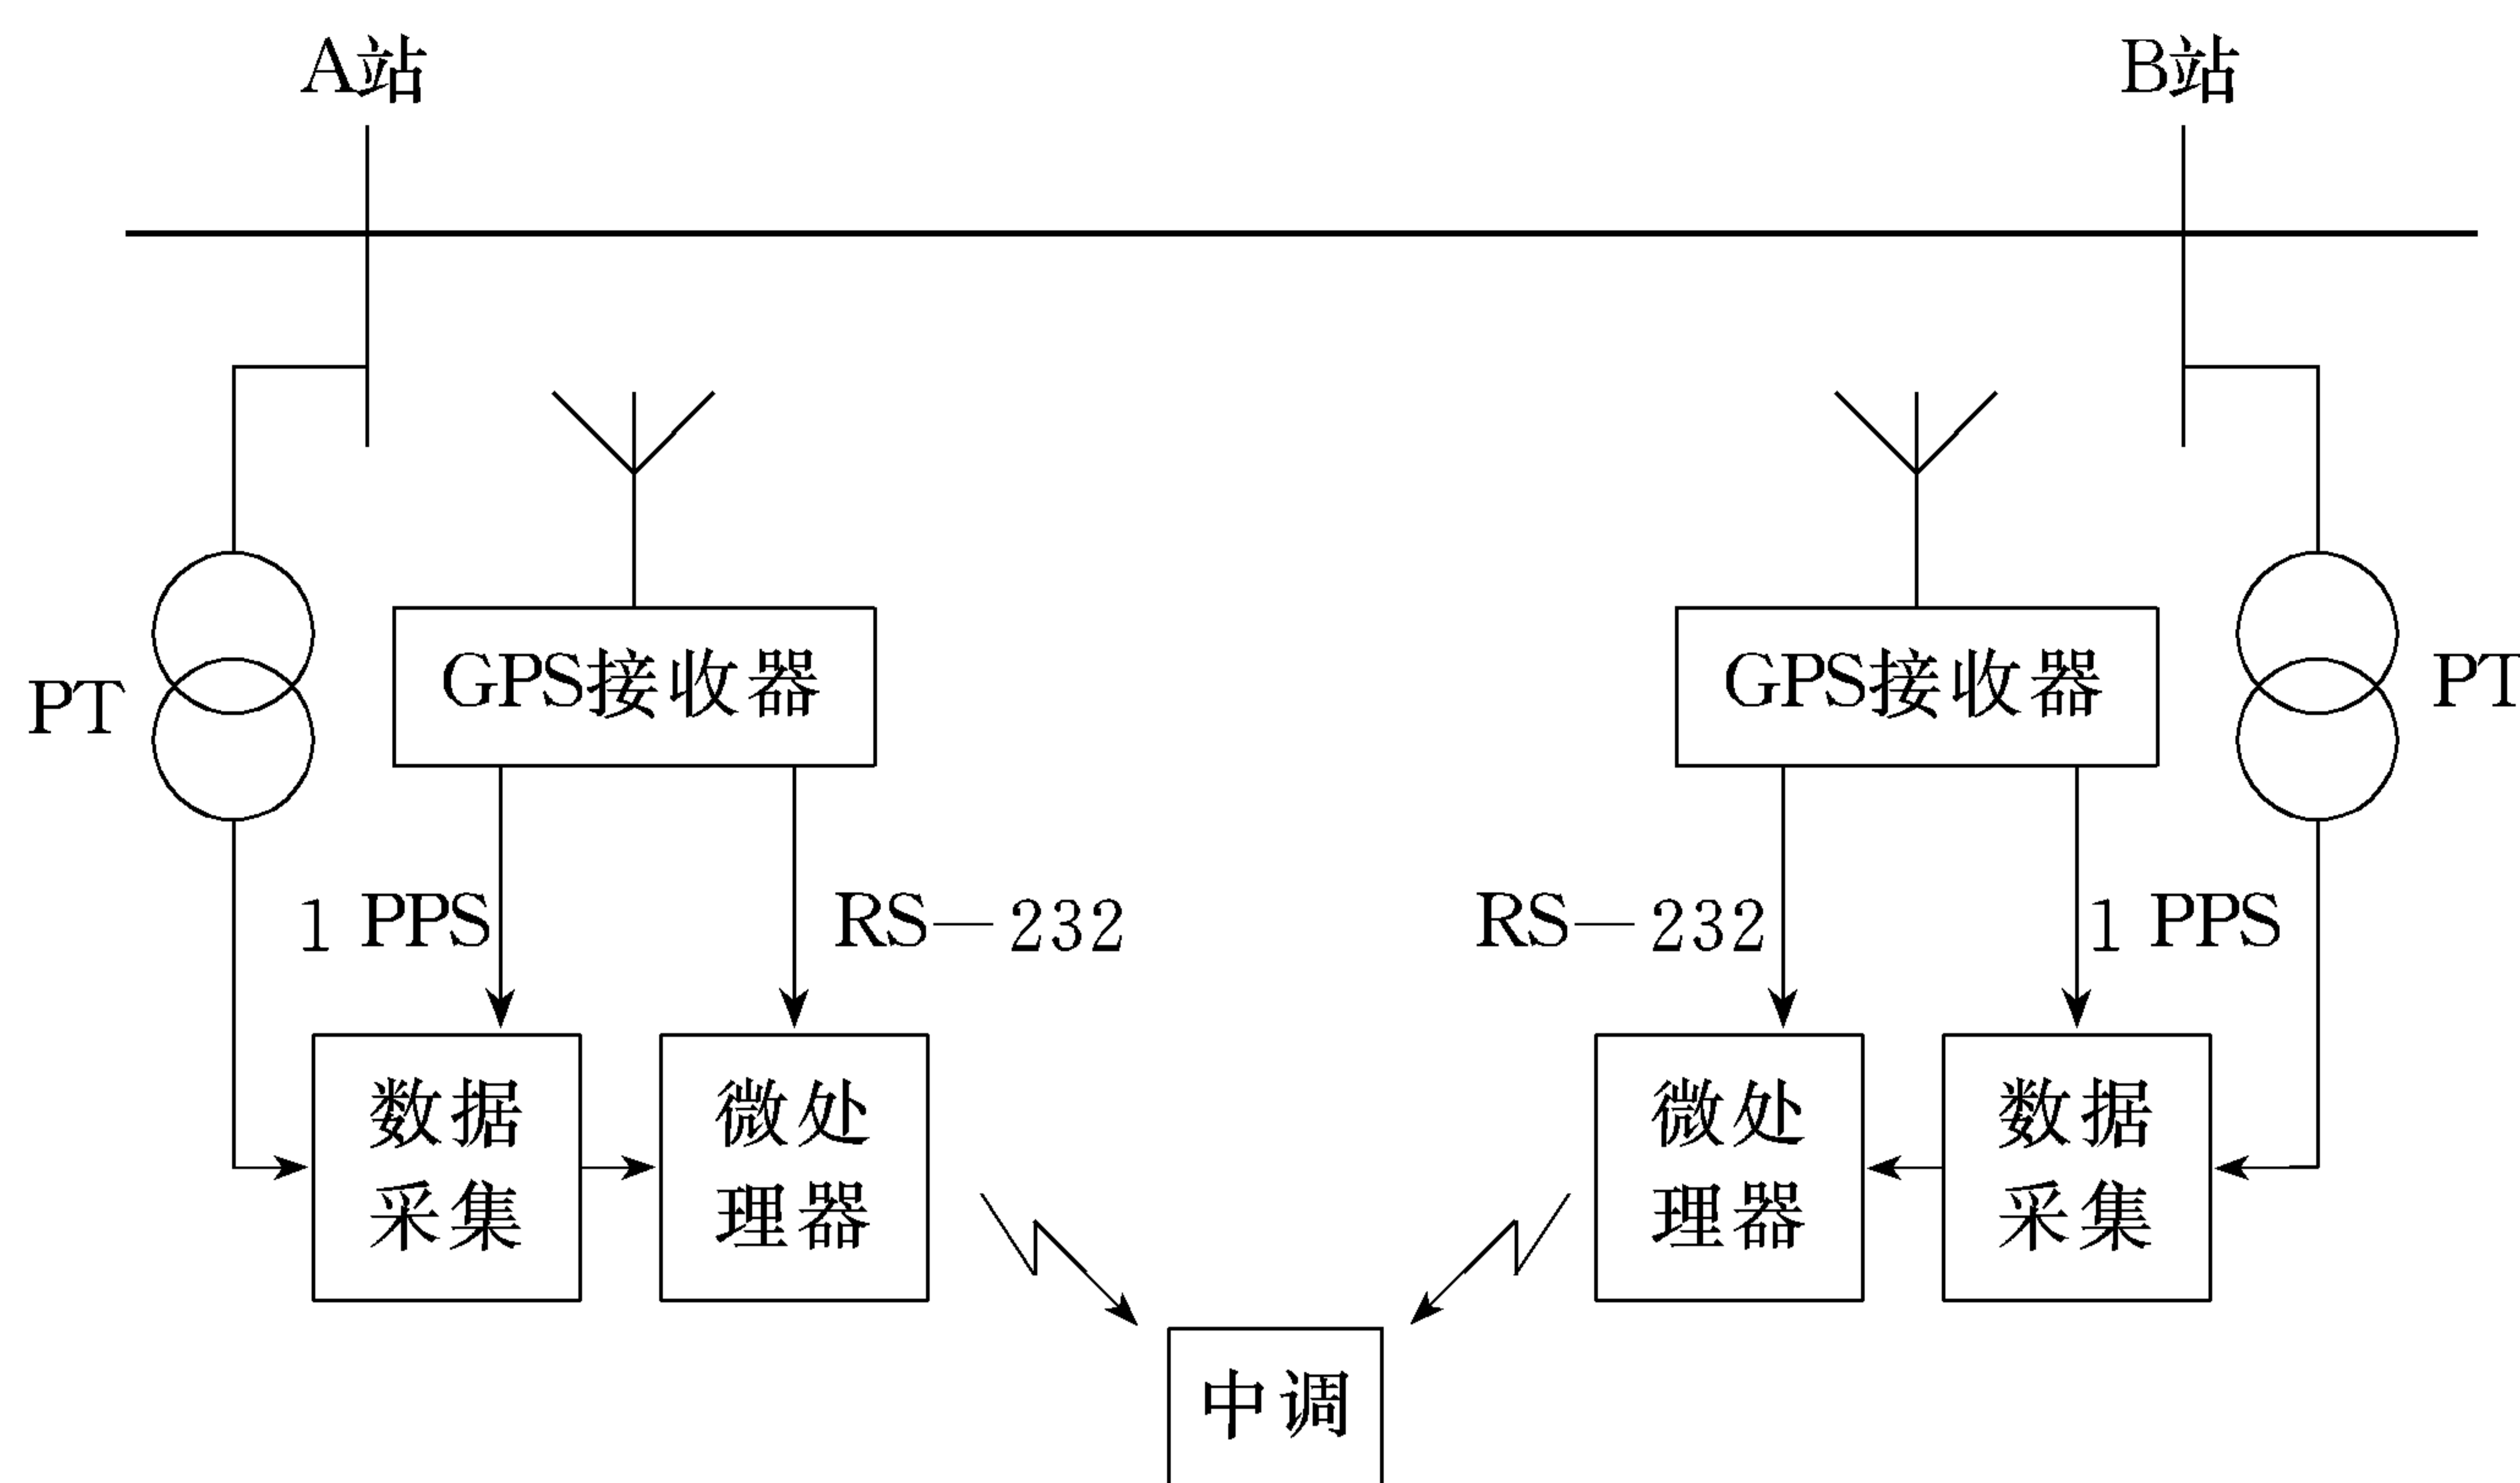 A站
B站
GPS接收器
GPS接收器
PT
PT
1 PPS
RS—232
RS—232
1 PPS
数据
采集
微处
理器
微处
理器
数据
采集
中调